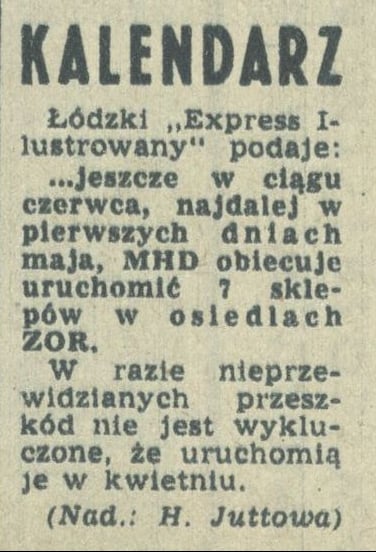 KALENDARZ
Łódzki „Express I-
lustrowany" podaje:
...jeszcze w ciągu
czerwca, najdalej w
pierwszych dniach
maja, MHD obiecuje
uruchomić 7 skle-
pów w osiedlach
ZOR.
W razie nieprze-
widzianych przesz-
kód nie jest wyklu-
czone, że uruchomią
je w kwietniu.
(Nad.: H. Juttowa)